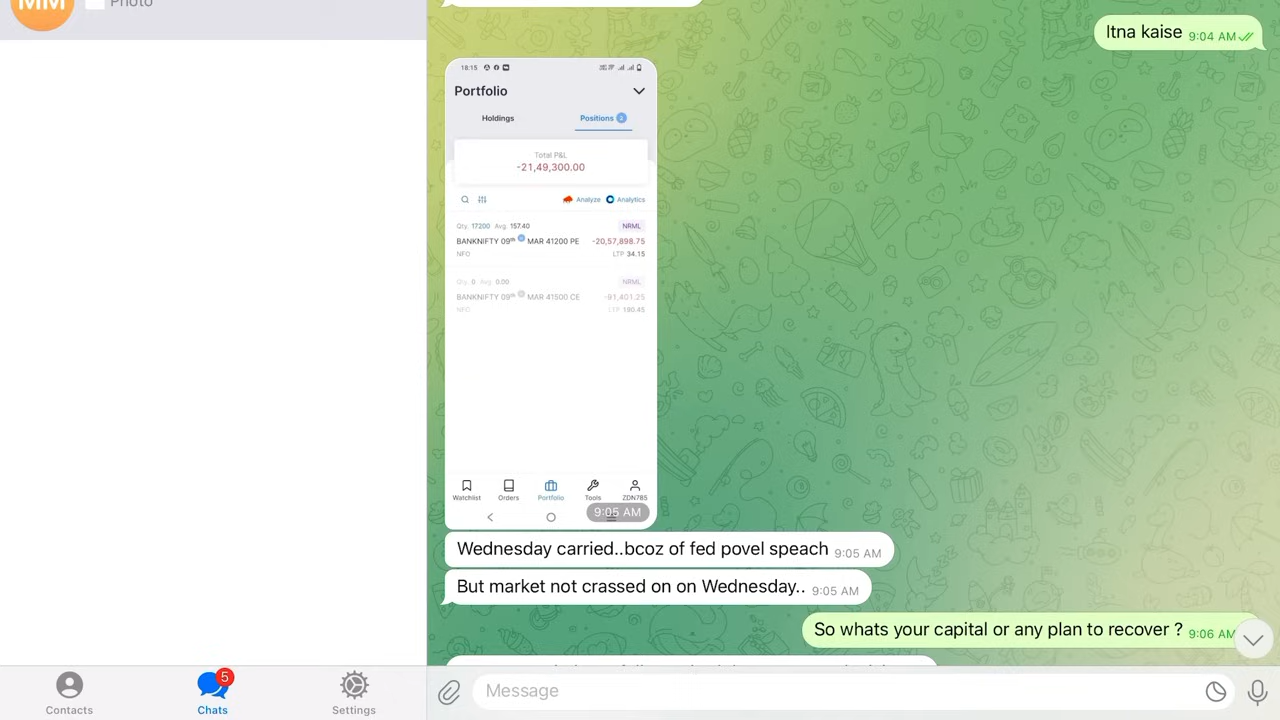 MM
Photo
Itna kaise 9:04 AM
18:15
Portfolio
Holdings
Positions 2
Total P&L
-21,49,300.00
Analyze Analytics
Qty. 17200 Avg. 157.40 NRML
BANKNIFTY 09th MAR 41200 PE -20,57,898.75
NFO LTP 34.15
Qty. 0 Avg. 0.00 NRML
BANKNIFTY 09th MAR 41500 CE -91,401.25
NFO LTP 190.45
Watchlist Orders Portfolio Tools ZDN785
9:05 AM
Wednesday carried..bcoz of fed povel speach 9:05 AM
But market not crassed on on Wednesday.. 9:05 AM
So whats your capital or any plan to recover ? 9:06 AM
5
Contacts Chats Settings
Message